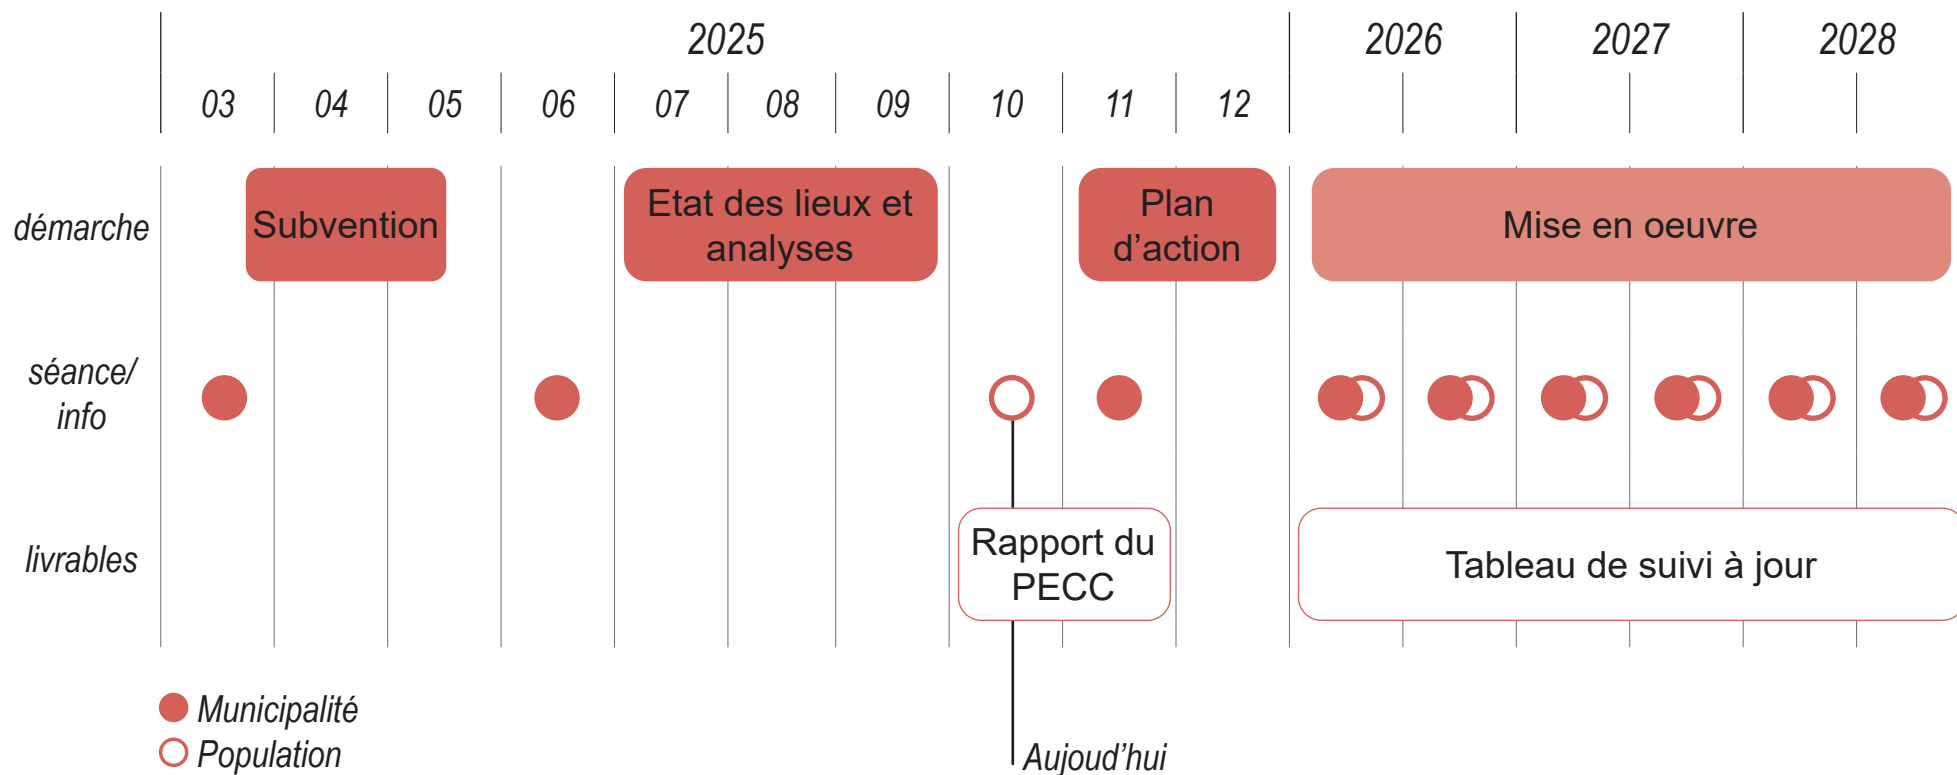 2025
2026
2027
2028
03
04
05
06
07
08
09
10
11
12
démarche
Subvention
Etat des lieux et
analyses
Plan
d’action
Mise en oeuvre
séance/
info
livrables
Rapport du
PECC
Tableau de suivi à jour
Municipalité
Population
Aujoud’hui